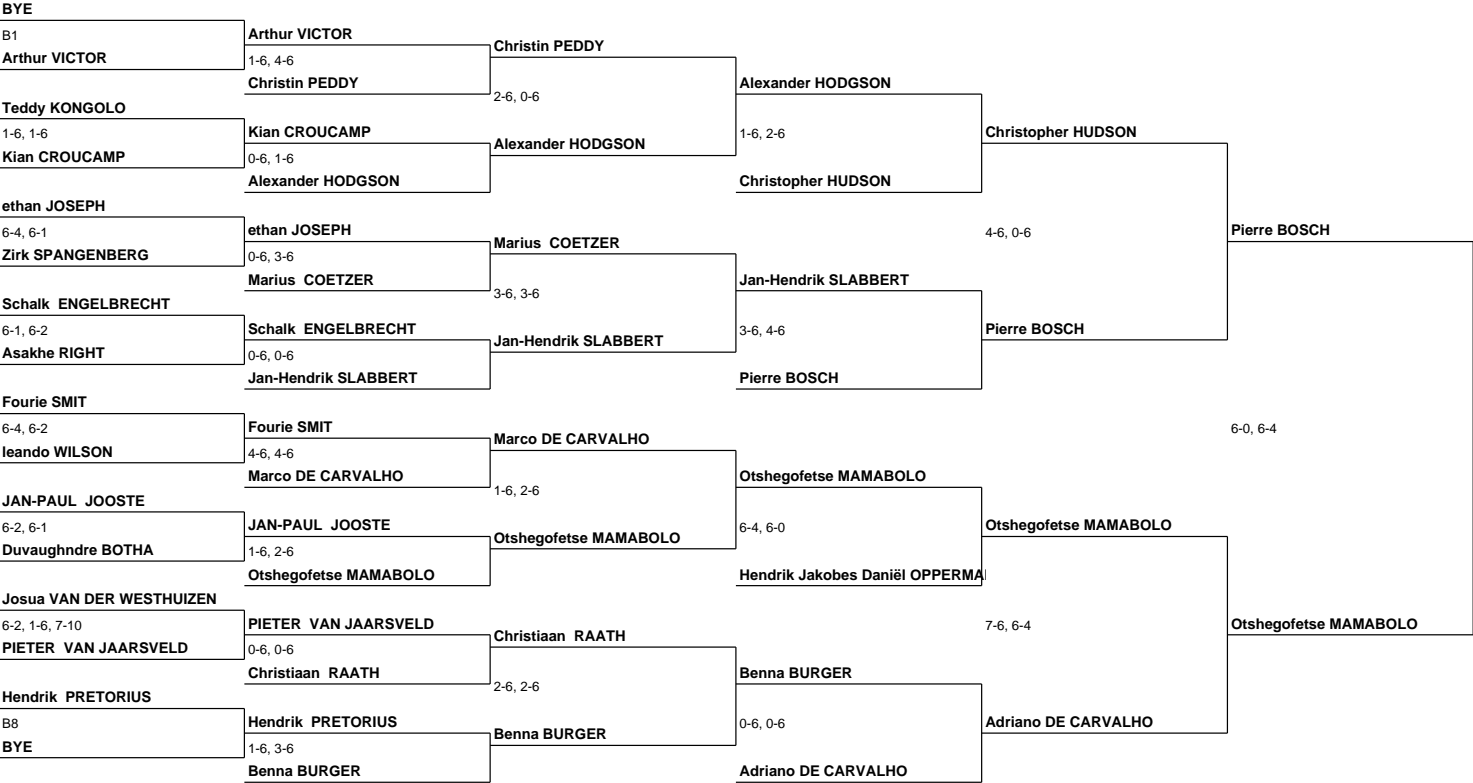 BYE
B1
Arthur VICTOR
Teddy KONGOLO
1-6, 1-6
Kian CROUCAMP
ethan JOSEPH
6-4, 6-1
Zirk SPANGENBERG
Schalk ENGELBRECHT
6-1, 6-2
Asakhe RIGHT
Fourie SMIT
6-4, 6-2
leando WILSON
JAN-PAUL JOOSTE
6-2, 6-1
Duvaughndre BOTHA
Josua VAN DER WESTHUIZEN
6-2, 1-6, 7-10
PIETER VAN JAARSVELD
Hendrik PRETORIUS
B8
BYE
Arthur VICTOR
1-6, 4-6
Christin PEDDY
Kian CROUCAMP
0-6, 1-6
Alexander HODGSON
ethan JOSEPH
0-6, 3-6
Marius COETZER
Schalk ENGELBRECHT
0-6, 0-6
Jan-Hendrik SLABBERT
Fourie SMIT
4-6, 4-6
Marco DE CARVALHO
JAN-PAUL JOOSTE
1-6, 2-6
Otshegofetse MAMABOLO
PIETER VAN JAARSVELD
0-6, 0-6
Christiaan RAATH
Hendrik PRETORIUS
1-6, 3-6
Benna BURGER
Christin PEDDY
2-6, 0-6
Alexander HODGSON
Marius COETZER
3-6, 3-6
Jan-Hendrik SLABBERT
Marco DE CARVALHO
1-6, 2-6
Otshegofetse MAMABOLO
Christiaan RAATH
2-6, 2-6
Benna BURGER
Alexander HODGSON
1-6, 2-6
Christopher HUDSON
Jan-Hendrik SLABBERT
3-6, 4-6
Pierre BOSCH
Otshegofetse MAMABOLO
6-4, 6-0
Hendrik Jakobes Daniël OPPERMA
Benna BURGER
0-6, 0-6
Adriano DE CARVALHO
Christopher HUDSON
4-6, 0-6
Pierre BOSCH
Otshegofetse MAMABOLO
7-6, 6-4
Adriano DE CARVALHO
Pierre BOSCH
6-0, 6-4
Otshegofetse MAMABOLO